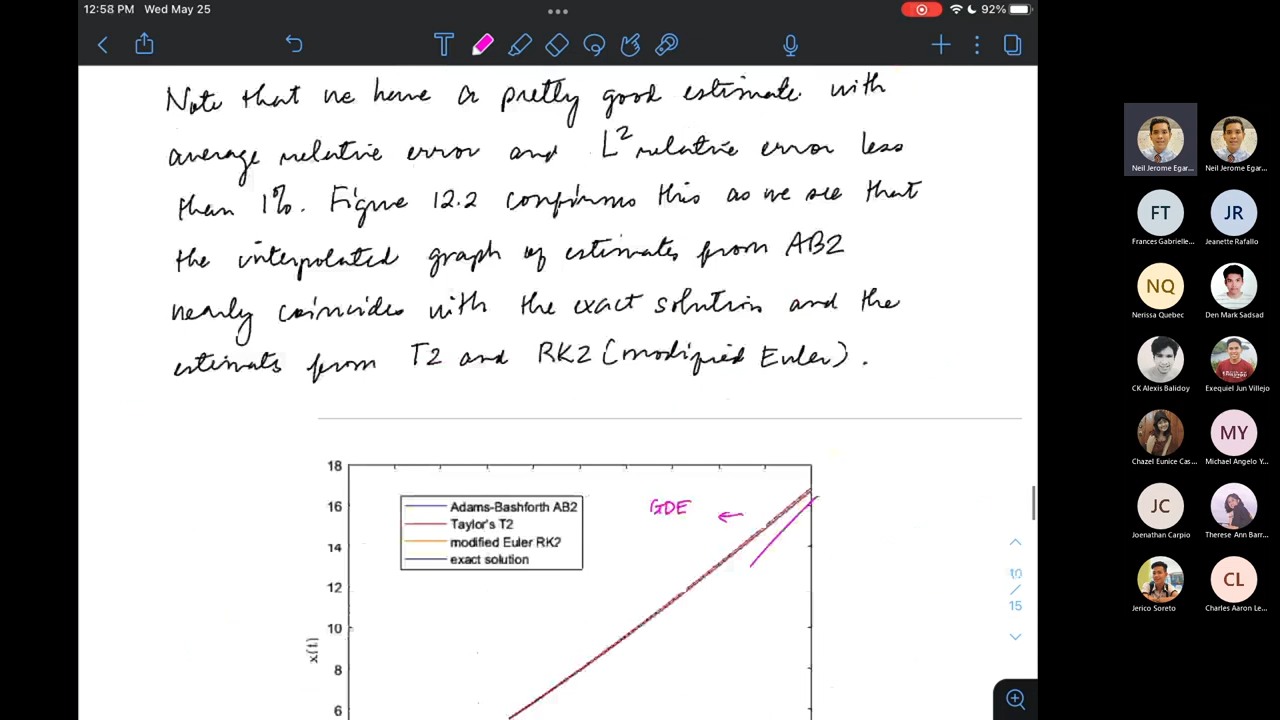 12:58 PM Wed May 25
92%
Note that we have a pretty good estimate with
average relative error and L² relative error less
than 1%. Figure 12.2 confirms this as we see that
the interpolated graph of estimates from AB2
nearly coincides with the exact solution and the
estimates from T2 and RK2 (modified Euler).
18
16
14
12
10
8
6
x(t)
Adams-Bashforth AB2
Taylor's T2
modified Euler RK2
exact solution
GDE
10
/
15
Neil Jerome Egar...
Neil Jerome Egar...
FT
JR
Frances Gabrielle...
Jeanette Rafallo
NQ
Nerissa Quebec
Den Mark Sadsad
CK Alexis Balidoy
Exequiel Jun Villejo
MY
Chazel Eunice Cas...
Michael Angelo Y...
JC
Joenathan Carpio
Therese Ann Barr...
CL
Jerico Soreto
Charles Aaron Le...